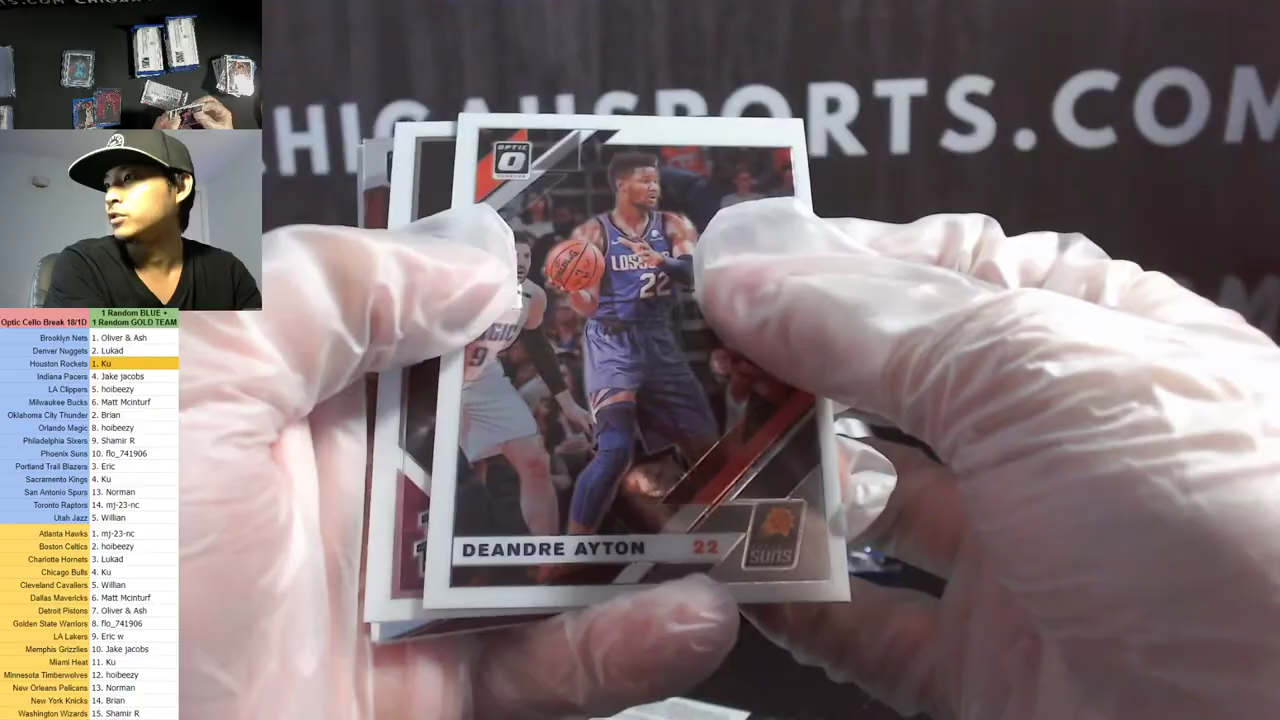 HIGAHSPORTS.COM
OPTIC
O
LOS
22
GIC
9
DEANDRE AYTON 22
SUNS
Optic Cello Break 18/1D
1 Random BLUE +
1 Random GOLD TEAM
Brooklyn Nets 1. Oliver & Ash
Denver Nuggets 2. Lukad
Houston Rockets 1. Ku
Indiana Pacers 4. Jake jacobs
LA Clippers 5. hoibeezy
Milwaukee Bucks 6. Matt Mcinturf
Oklahoma City Thunder 2. Brian
Orlando Magic 8. hoibeezy
Philadelphia Sixers 9. Shamir R
Phoenix Suns 10. flo_741906
Portland Trail Blazers 3. Eric
Sacramento Kings 4. Ku
San Antonio Spurs 13. Norman
Toronto Raptors 14. mj-23-nc
Utah Jazz 5. Willian
Atlanta Hawks 1. mj-23-nc
Boston Celtics 2. hoibeezy
Charlotte Hornets 3. Lukad
Chicago Bulls 4. Ku
Cleveland Cavaliers 5. Willian
Dallas Mavericks 6. Matt Mcinturf
Detroit Pistons 7. Oliver & Ash
Golden State Warriors 8. flo_741906
LA Lakers 9. Eric w
Memphis Grizzlies 10. Jake jacobs
Miami Heat 11. Ku
Minnesota Timberwolves 12. hoibeezy
New Orleans Pelicans 13. Norman
New York Knicks 14. Brian
Washington Wizards 15. Shamir R